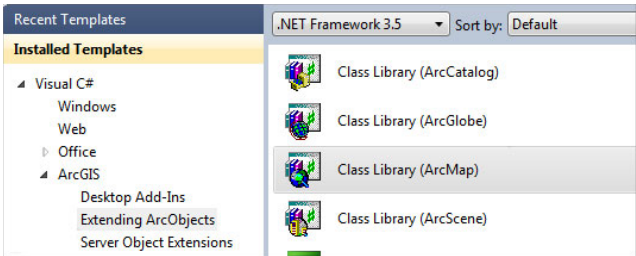 Recent Templates
.NET Framework 3.5 Sort by: Default
Installed Templates
Visual C#
Windows
Web
Office
ArcGIS
Desktop Add-Ins
Extending ArcObjects
Server Object Extensions
Class Library (ArcCatalog)
Class Library (ArcGlobe)
Class Library (ArcMap)
Class Library (ArcScene)